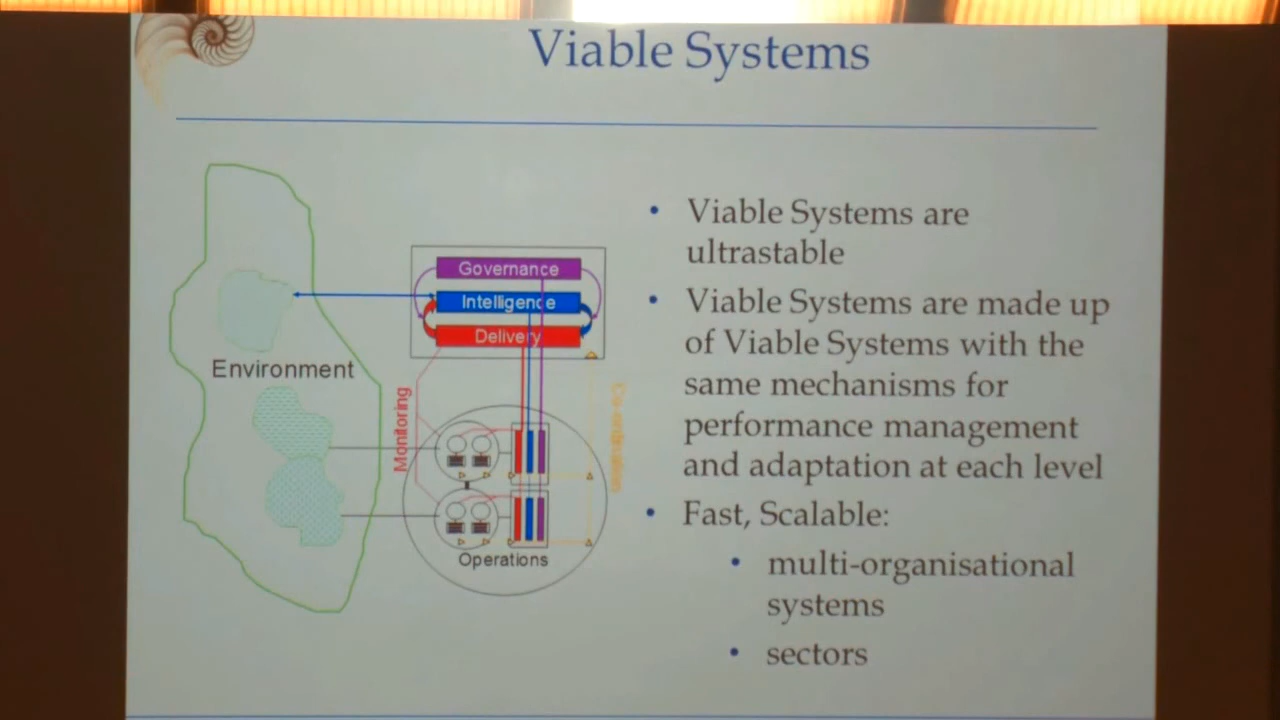 Viable Systems
Governance
Intelligence
Delivery
Environment
Monitoring
Co-ordination
Operations
• Viable Systems are
ultrastable
• Viable Systems are made up
of Viable Systems with the
same mechanisms for
performance management
and adaptation at each level
• Fast, Scalable:
• multi-organisational
systems
• sectors